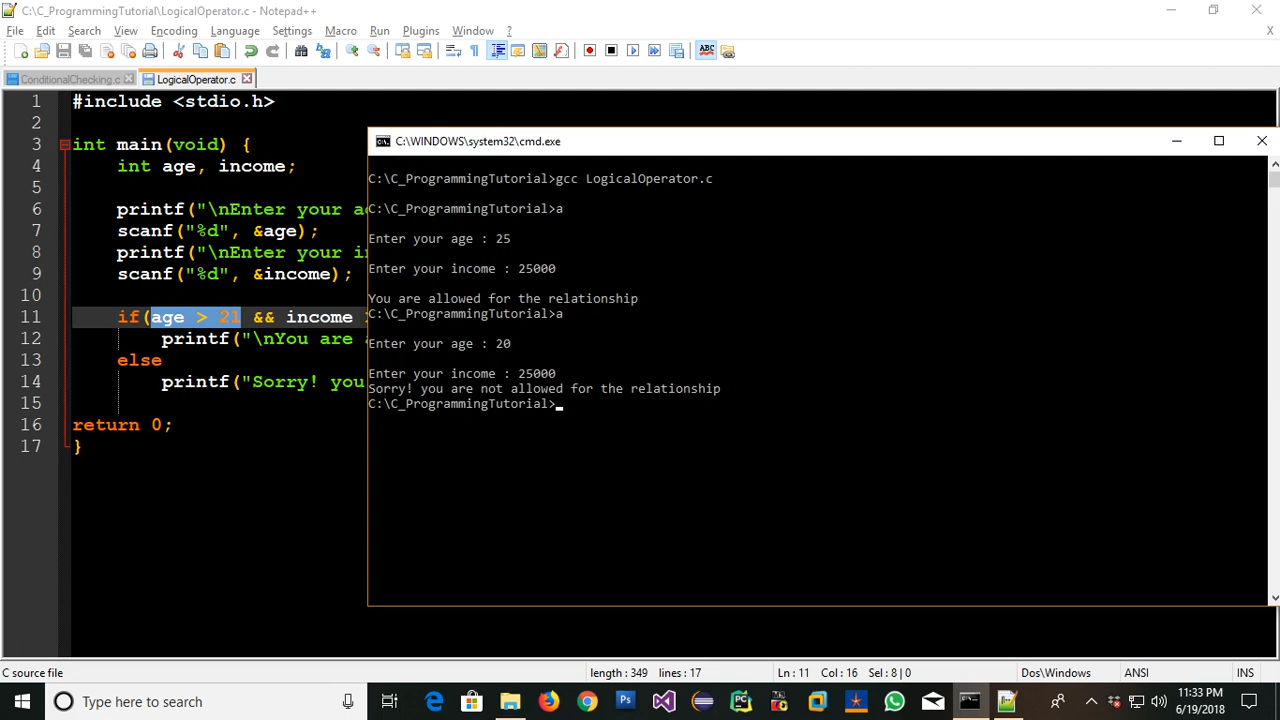 C:\C_ProgrammingTutorial\LogicalOperator.c - Notepad++
File Edit Search View Encoding Language Settings Macro Run Plugins Window ? X
ABC
ConditionalChecking.c LogicalOperator.c
1 #include <stdio.h>
2
3 int main(void) {
4 int age, income;
5
6 printf("\nEnter your
7 scanf("%d", &age);
8 printf("\nEnter your
9 scanf("%d", &income);
10
11 if(age > 21 && income
12 printf("\nYou are
13 else
14 printf("Sorry! you
15
16 return 0;
17 }
C:\WINDOWS\system32\cmd.exe
C:\C_ProgrammingTutorial>gcc LogicalOperator.c
C:\C_ProgrammingTutorial>a
Enter your age : 25
Enter your income : 25000
You are allowed for the relationship
C:\C_ProgrammingTutorial>a
Enter your age : 20
Enter your income : 25000
Sorry! you are not allowed for the relationship
C:\C_ProgrammingTutorial>
C source file length : 349 lines : 17 Ln : 11 Col : 16 Sel : 8 | 0 Dos\Windows ANSI INS
Type here to search Ps PC 11:33 PM
6/19/2018